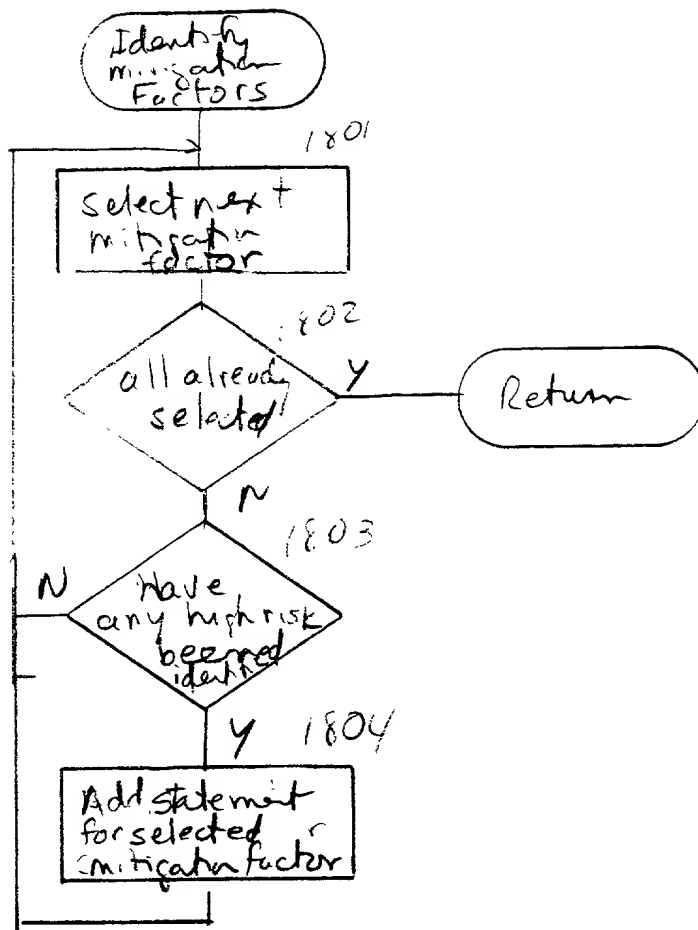 Identify
mitigation
Factors
1801
Select next
mitigation
factor
1802
all already
selected
Y
Return
N
1803
N
Have
any high risk
been
identified
Y
1804
Add statement
for selected
mitigation factor